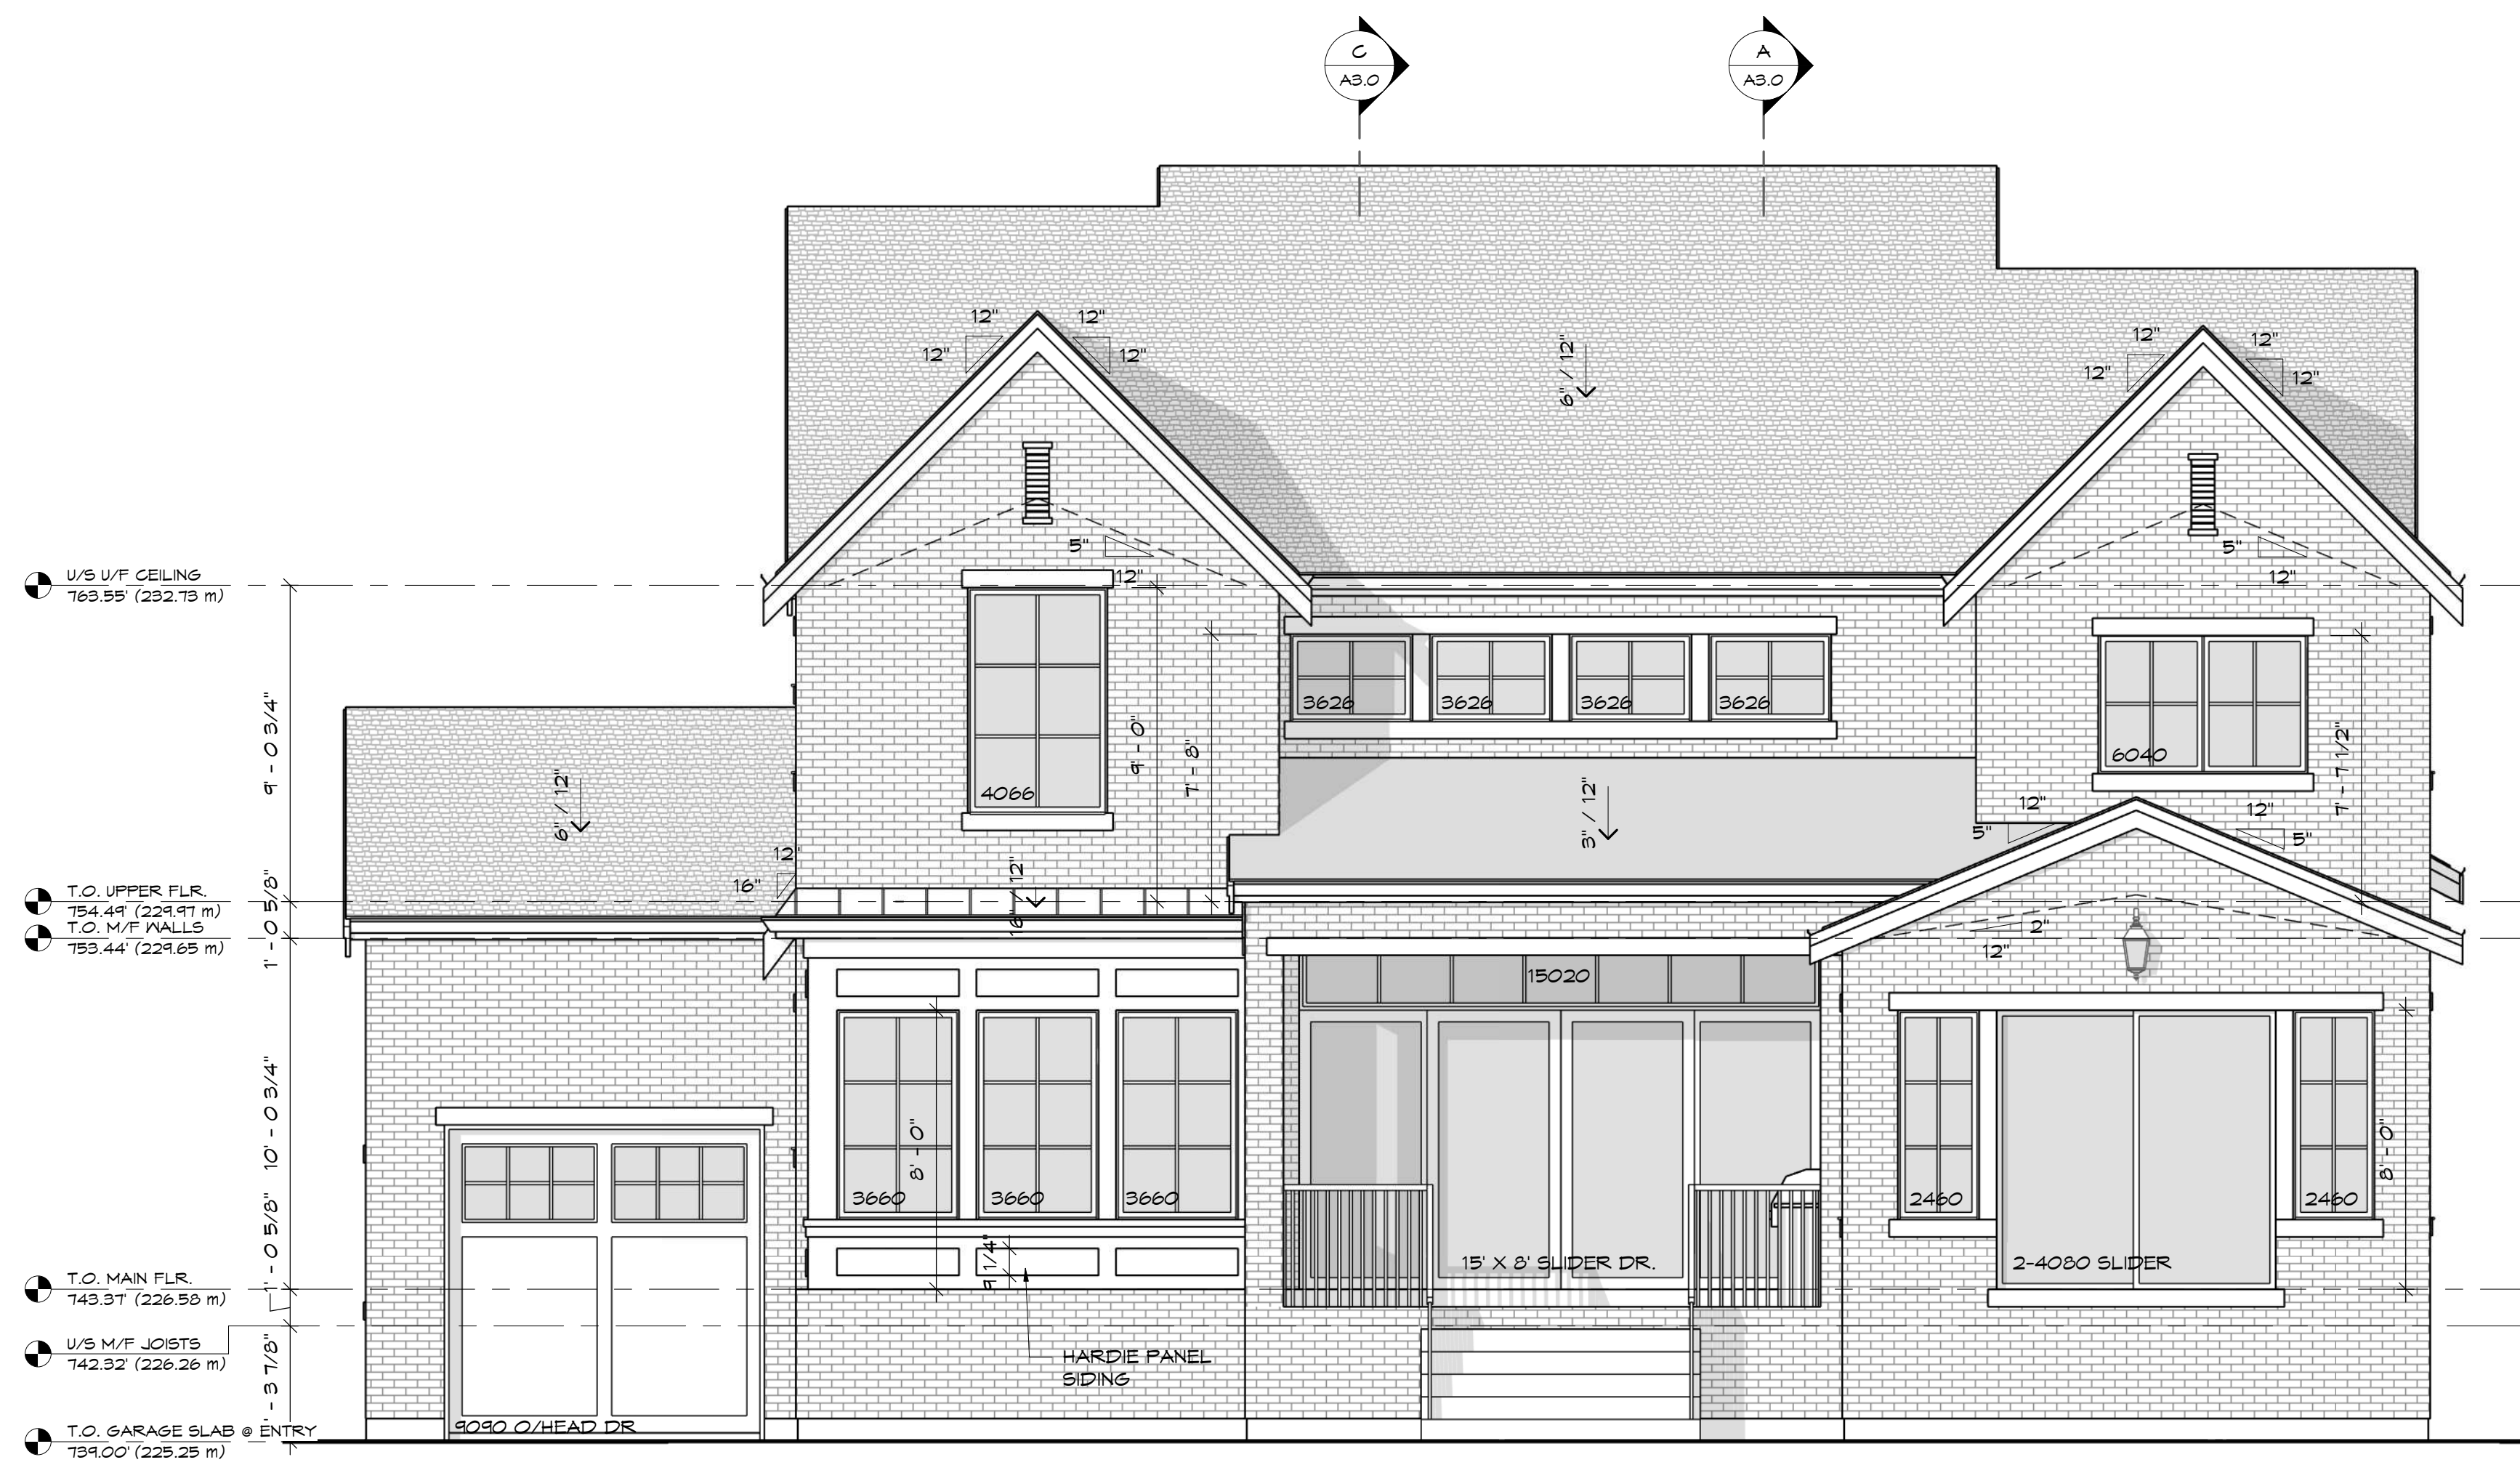 C
A3.0
A
A3.0
12"
12"
12"
12"
12"
12"
12"
12"
6" / 12"
5"
12"
5"
12"
U/S U/F CEILING
763.55' (232.73 m)
9' - 0 3/4"
3626
3626
3626
3626
6040
7' - 7 1/2"
9' - 0"
7' - 8"
4066
6" / 12"
3" / 12"
12"
5"
12"
5"
12"
16"
16" / 12"
T.O. UPPER FLR.
754.49' (229.97 m)
1' - 0 5/8"
T.O. M/F WALLS
753.44' (229.65 m)
2"
12"
15020
10' - 0 3/4"
8' - 0"
8' - 0"
3660
3660
3660
2460
2460
15' X 8' SLIDER DR.
2-4080 SLIDER
9 1/4"
1' - 0 5/8"
T.O. MAIN FLR.
743.37' (226.58 m)
U/S M/F JOISTS
742.32' (226.26 m)
' - 3 7/8"
HARDIE PANEL
SIDING
9090 O/HEAD DR
T.O. GARAGE SLAB @ ENTRY
739.00' (225.25 m)